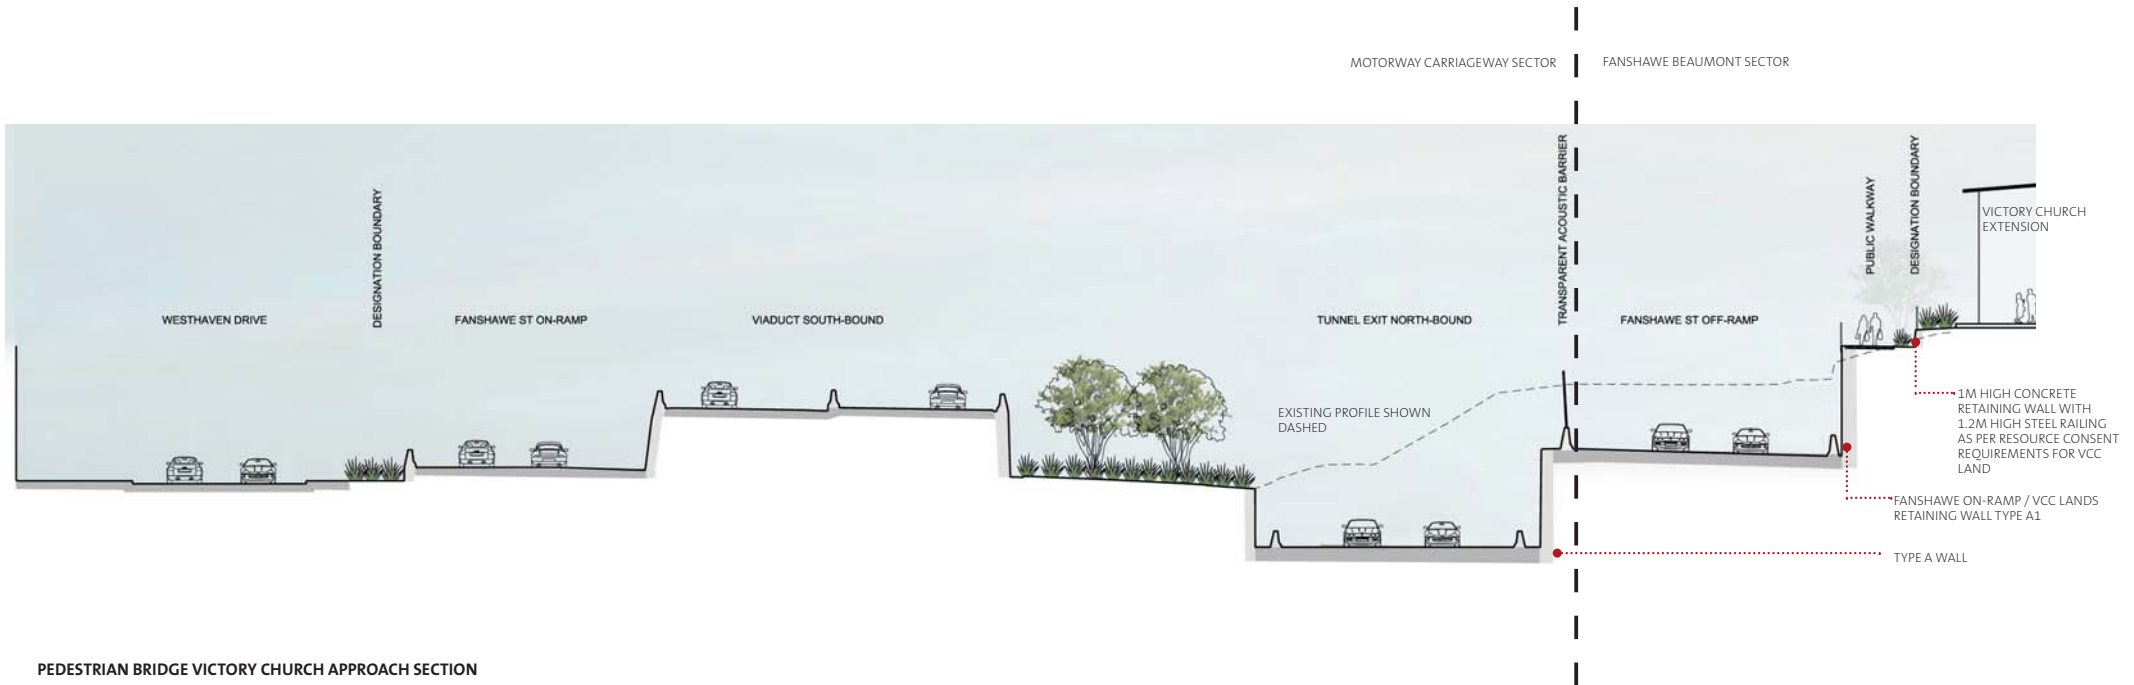 MOTORWAY CARRIAGEWAY SECTOR
FANSHAWE BEAUMONT SECTOR
DESIGNATION BOUNDARY
TRANSPARENT ACOUSTIC BARRIER
PUBLIC WALKWAY
DESIGNATION BOUNDARY
VICTORY CHURCH
EXTENSION
WESTHAVEN DRIVE
FANSHAWE ST ON-RAMP
VIADUCT SOUTH-BOUND
TUNNEL EXIT NORTH-BOUND
FANSHAWE ST OFF-RAMP
EXISTING PROFILE SHOWN
DASHED
1M HIGH CONCRETE
RETAINING WALL WITH
1.2M HIGH STEEL RAILING
AS PER RESOURCE CONSENT
REQUIREMENTS FOR VCC
LAND
FANSHAWE ON-RAMP / VCC LANDS
RETAINING WALL TYPE A1
TYPE A WALL
PEDESTRIAN BRIDGE VICTORY CHURCH APPROACH SECTION